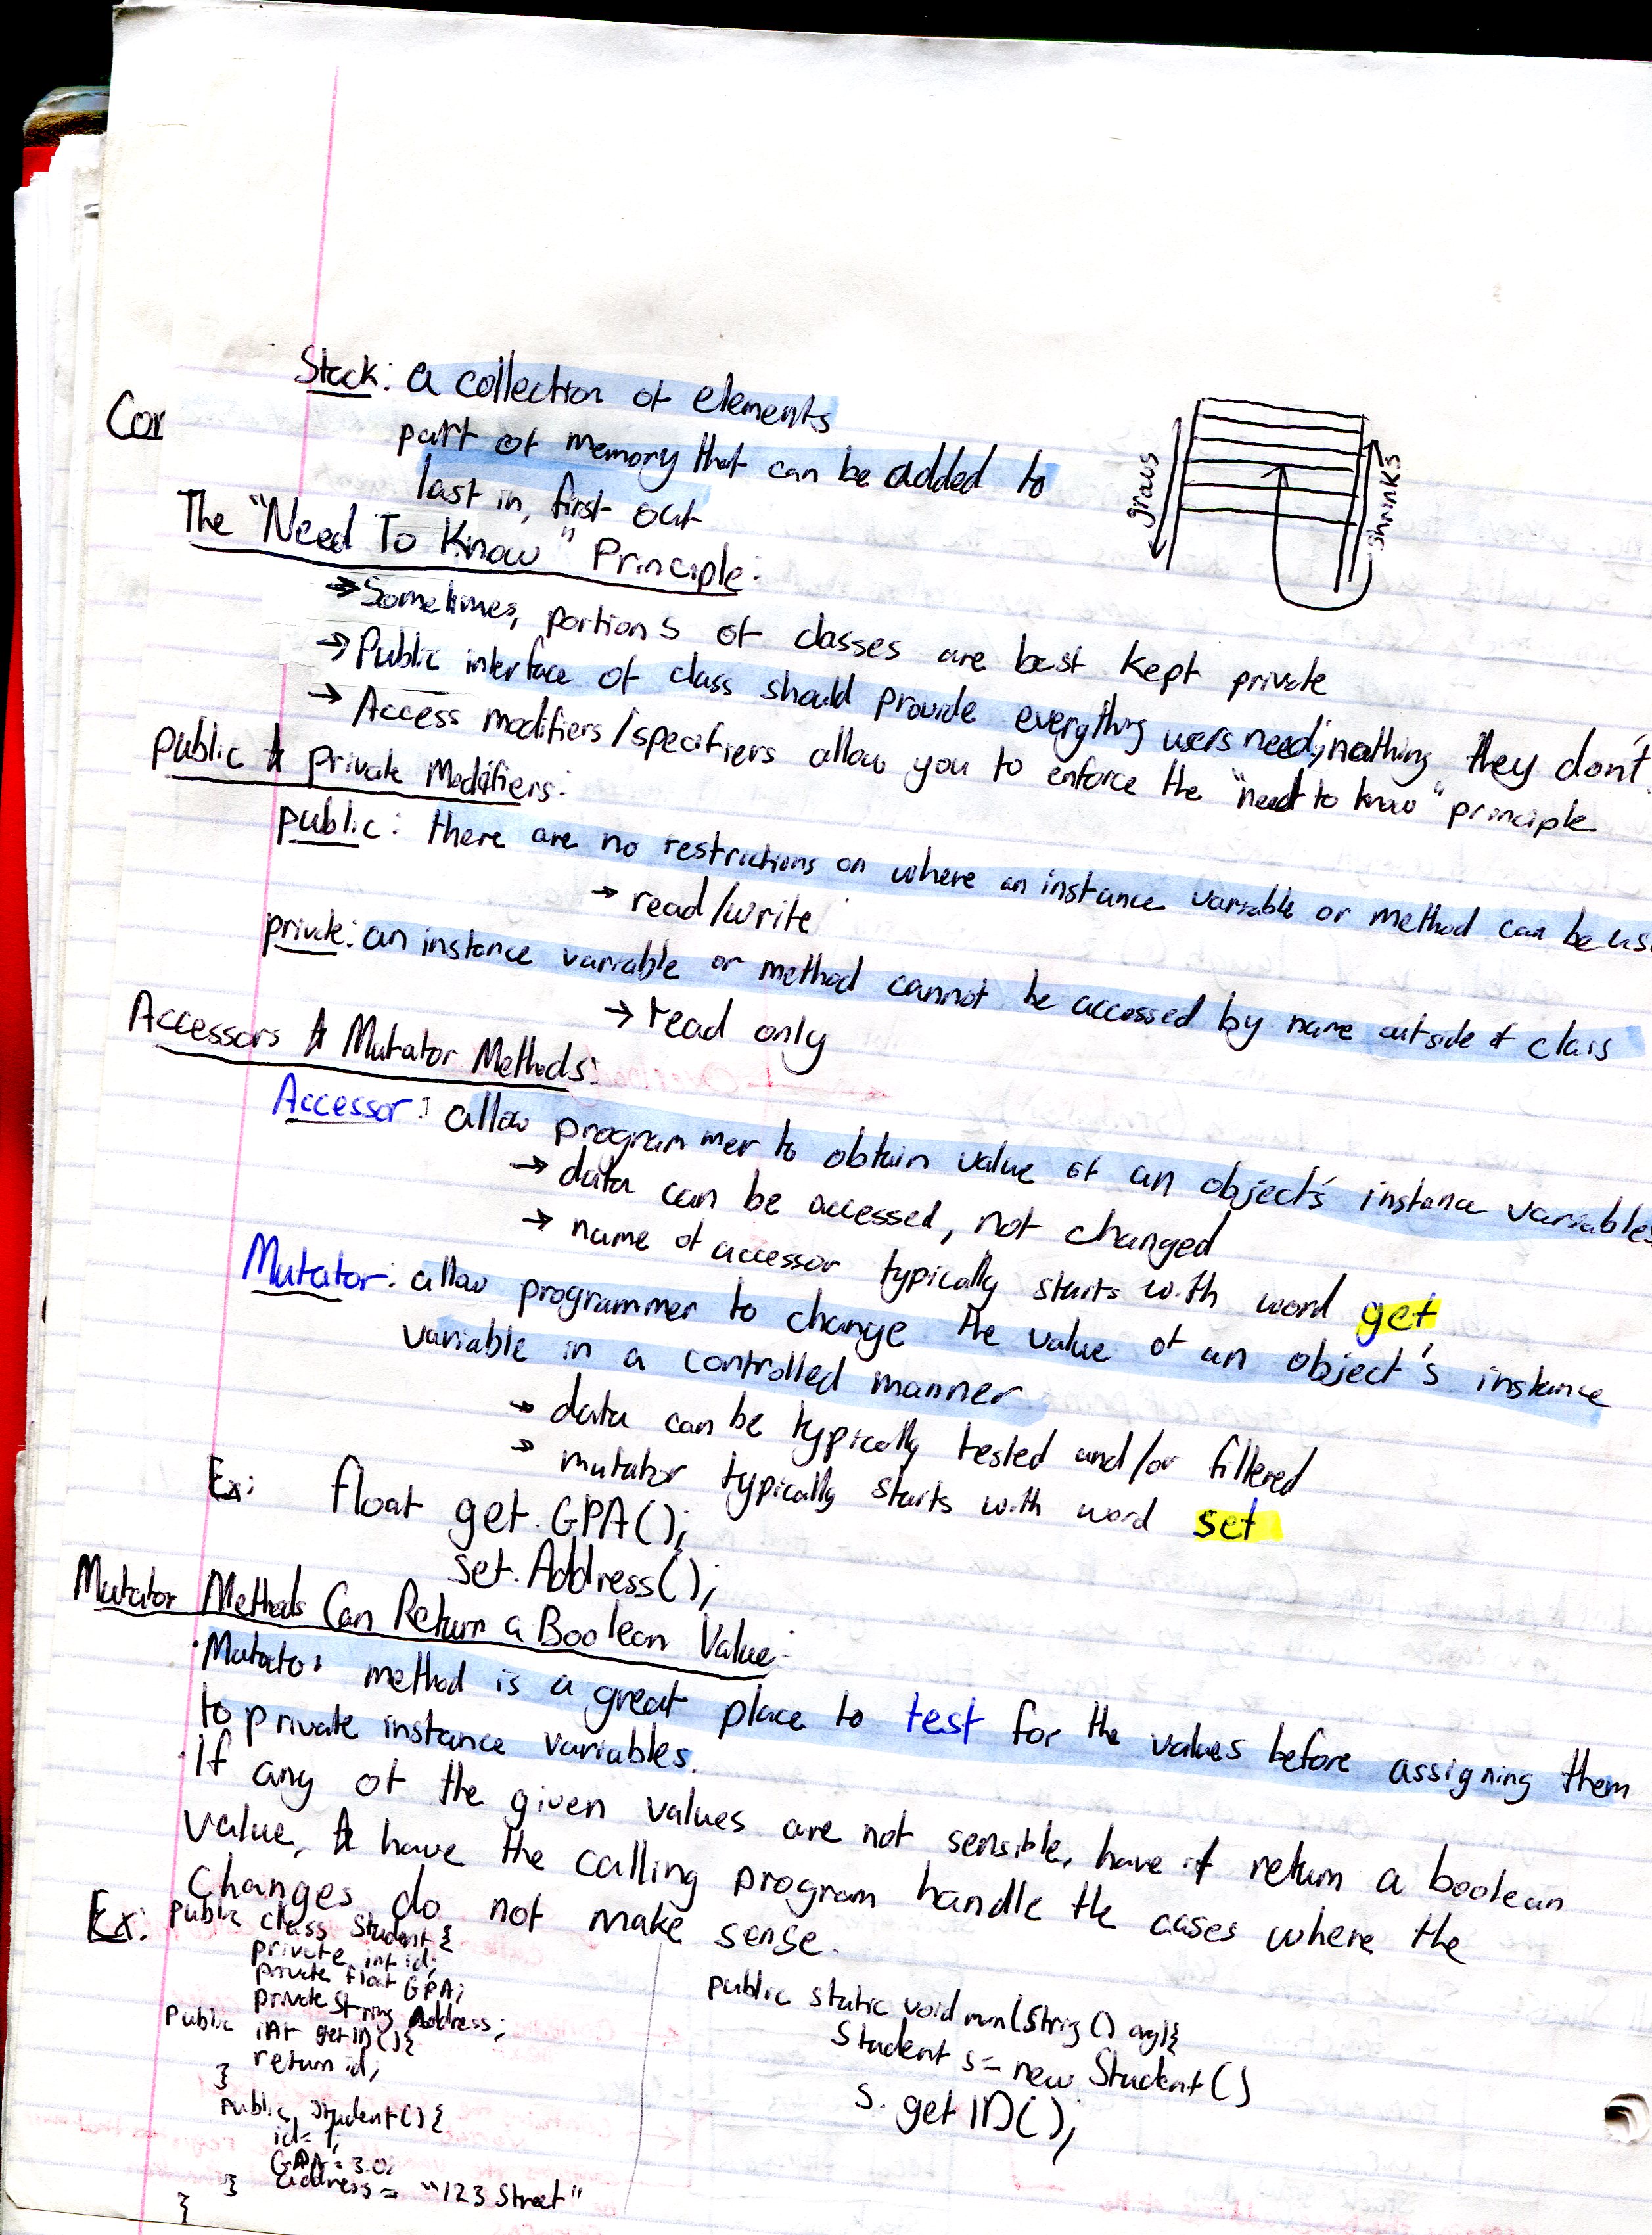 Stack: a collection of elements
Cor
part of memory that can be added to
last in, first out
grows
shrinks
The "Need To Know" Principle:
→ Sometimes, portions of classes are best kept private
→ Public interface of class should provide everything users need; nothing they don't
→ Access modifiers/specifiers allow you to enforce the "need to know" principle
public & private Modifiers:
public: there are no restrictions on where an instance variable or method can be us
→ read/write
private: an instance variable or method cannot be accessed by name outside of class
→ read only
Accessors & Mutator Methods:
Accessor: allow programmer to obtain value of an object's instance variables
→ data can be accessed, not changed
→ name of accessor typically starts with word get
Mutator: allow programmer to change the value of an object's instance
variable in a controlled manner
→ data can be typically tested and/or filtered
→ mutator typically starts with word set
Ex: float get.GPA();
set.Address();
Mutator Methods Can Return a Boolean Value:
· Mutator method is a great place to test for the values before assigning them
to private instance variables.
· If any of the given values are not sensible, have it return a boolean
value, & have the calling program handle the cases where the
changes do not make sense.
Ex: public class Student {
private int id;
private float GPA;
private String Address;
Public int getID(){
return id;
}
public Student(){
id = 1;
GPA = 3.0;
address = "123 Street"
}
}
public static void main(String () arg){
Student s = new Student()
s. getID();